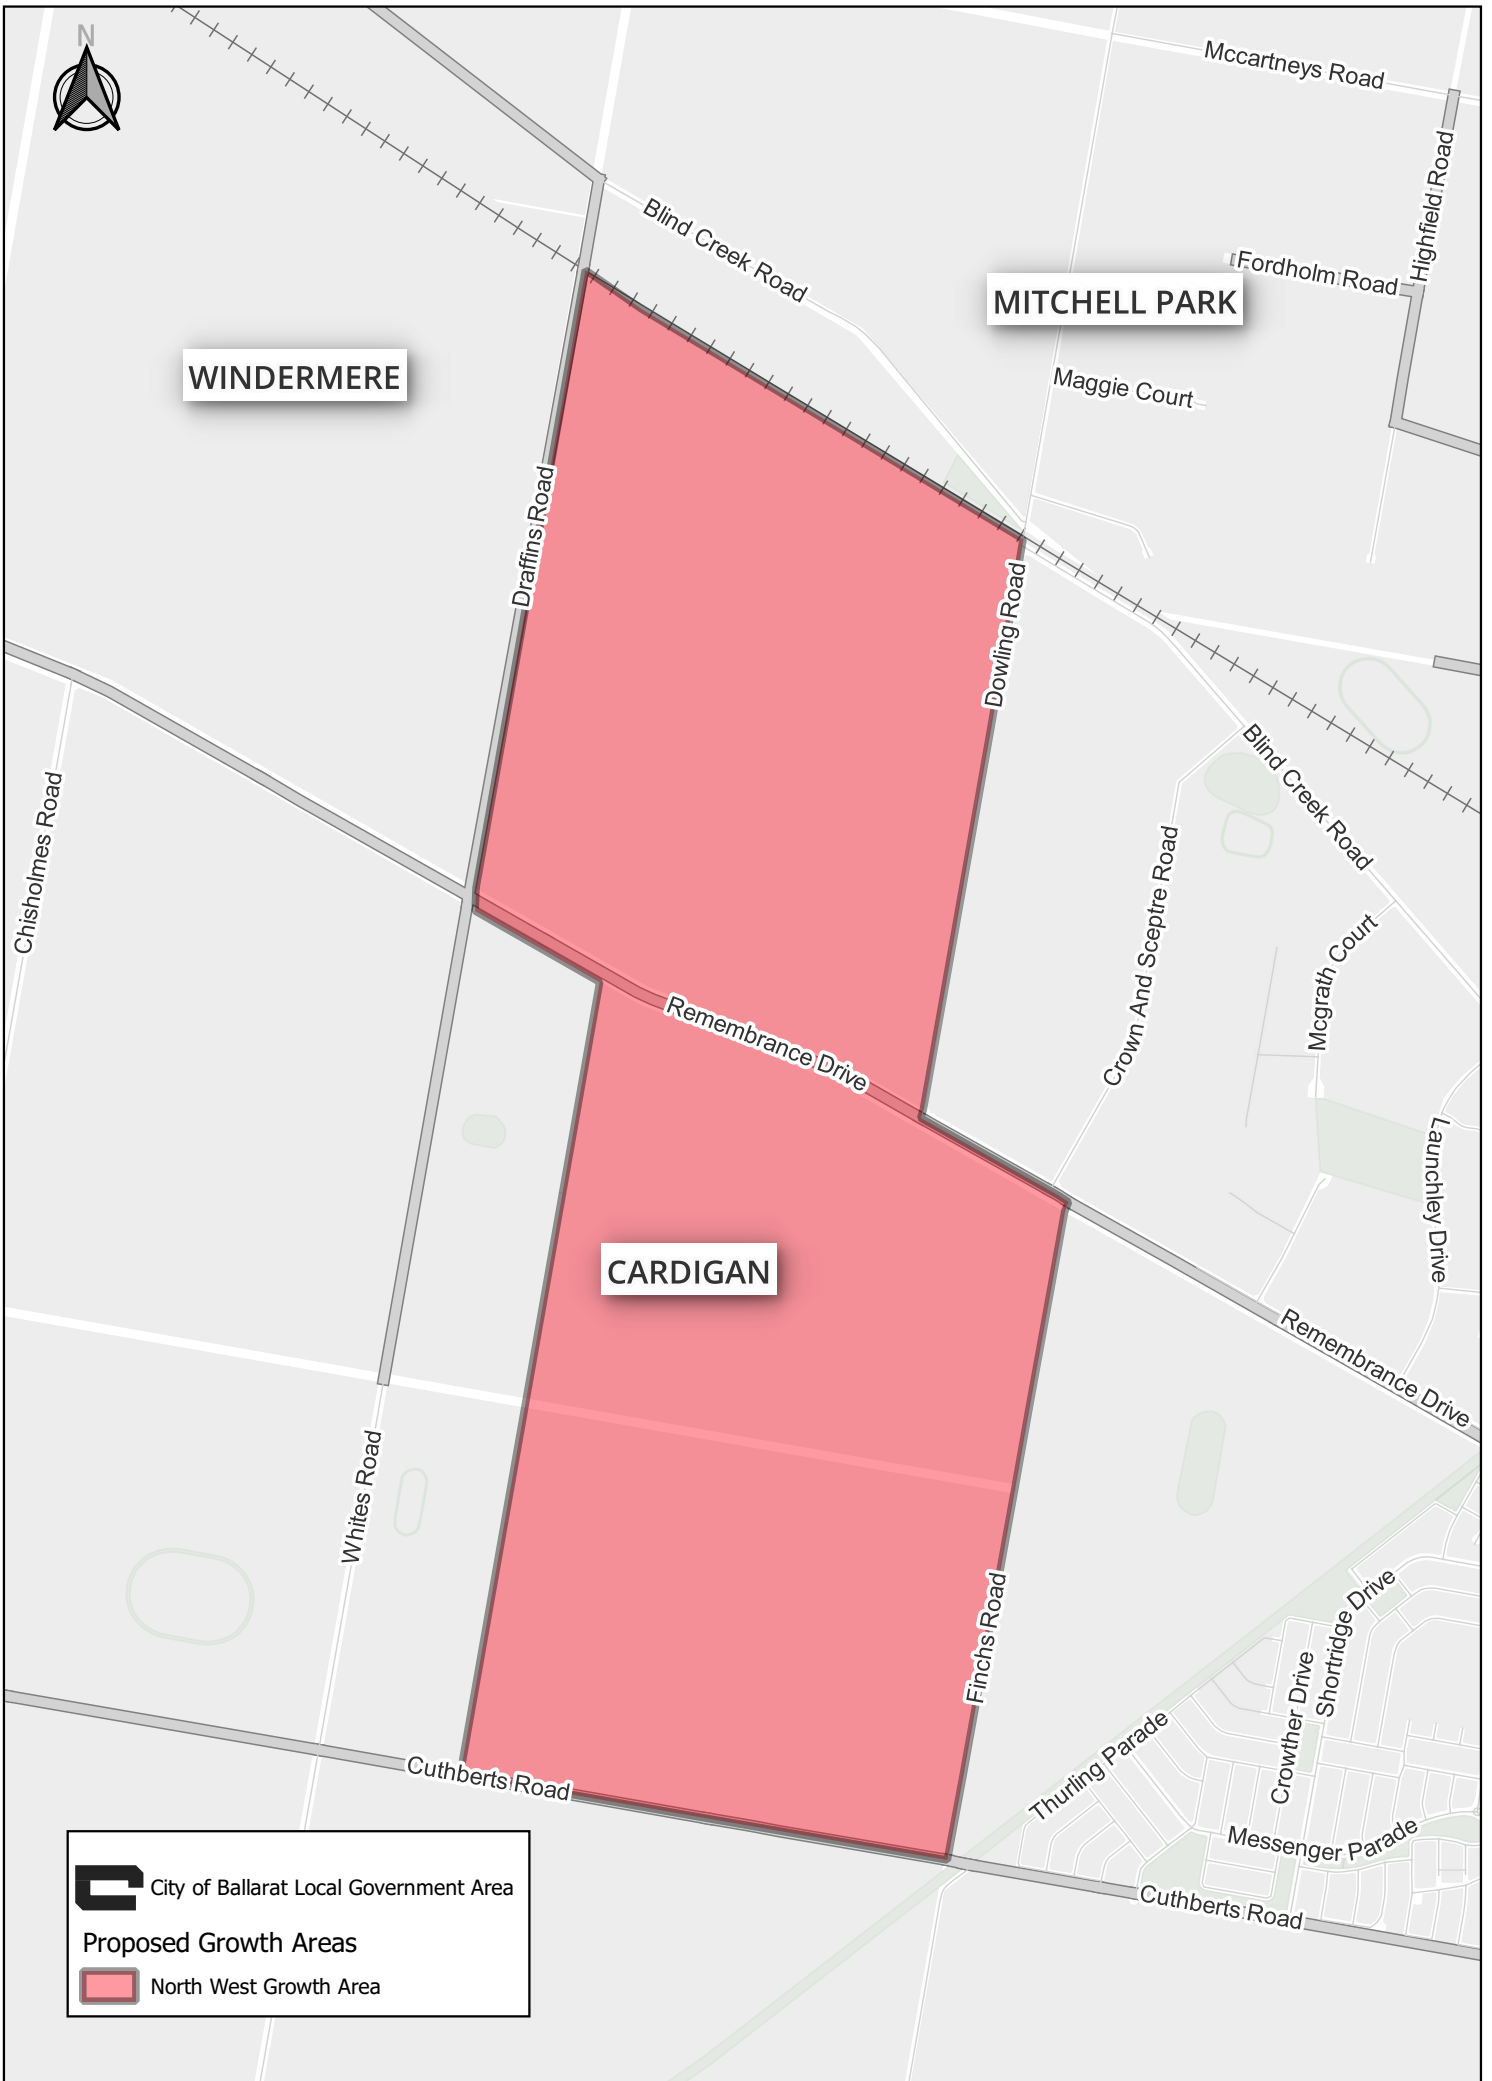 N
Mccartneys Road
Highfield Road
Blind Creek Road
Fordholm Road
MITCHELL PARK
WINDERMERE
Maggie Court
Draffins Road
Dowling Road
Blind Creek Road
Chisholmes Road
Crown And Sceptre Road
Mcgrath Court
Remembrance Drive
Launchley Drive
CARDIGAN
Remembrance Drive
Whites Road
Finchs Road
Shortridge Drive
Crowther Drive
Thurling Parade
Cuthberts Road
Messenger Parade
Cuthberts Road
City of Ballarat Local Government Area
Proposed Growth Areas
North West Growth Area